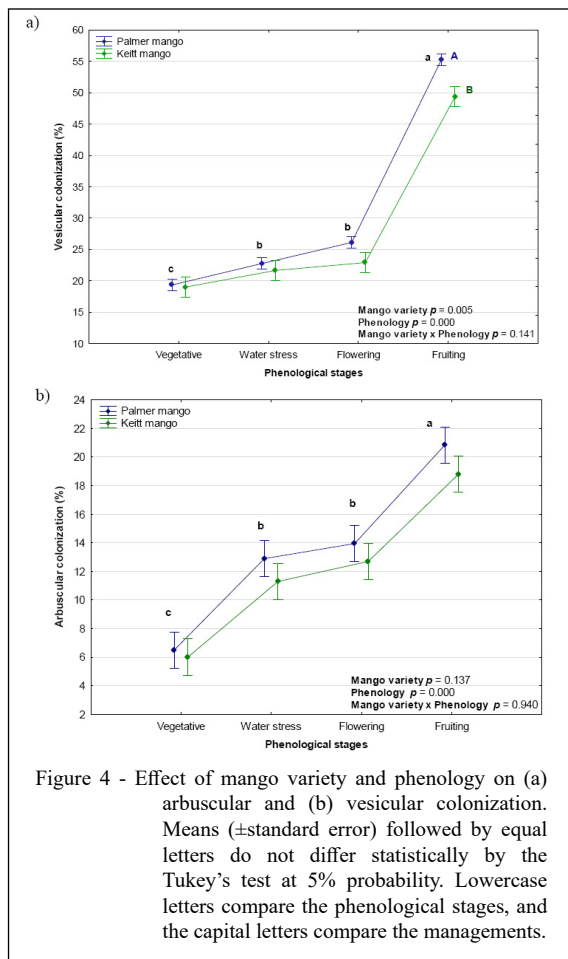 a)
Palmer mango
Keitt mango
60
55
50
45
40
35
30
25
20
15
10
Vesicular colonization (%)
c
b
b
a
A
B
Mango variety p = 0.005
Phenology p = 0.000
Mango variety x Phenology p = 0.141
Vegetative Water stress Flowering Fruiting
Phenological stages
b)
Palmer mango
Keitt mango
24
22
20
18
16
14
12
10
8
6
4
2
Arbuscular colonization (%)
c
b
b
a
Mango variety p = 0.137
Phenology p = 0.000
Mango variety x Phenology p = 0.940
Vegetative Water stress Flowering Fruiting
Phenological stages
Figure 4 - Effect of mango variety and phenology on (a)
arbuscular and (b) vesicular colonization.
Means (±standard error) followed by equal
letters do not differ statistically by the
Tukey's test at 5% probability. Lowercase
letters compare the phenological stages, and
the capital letters compare the managements.